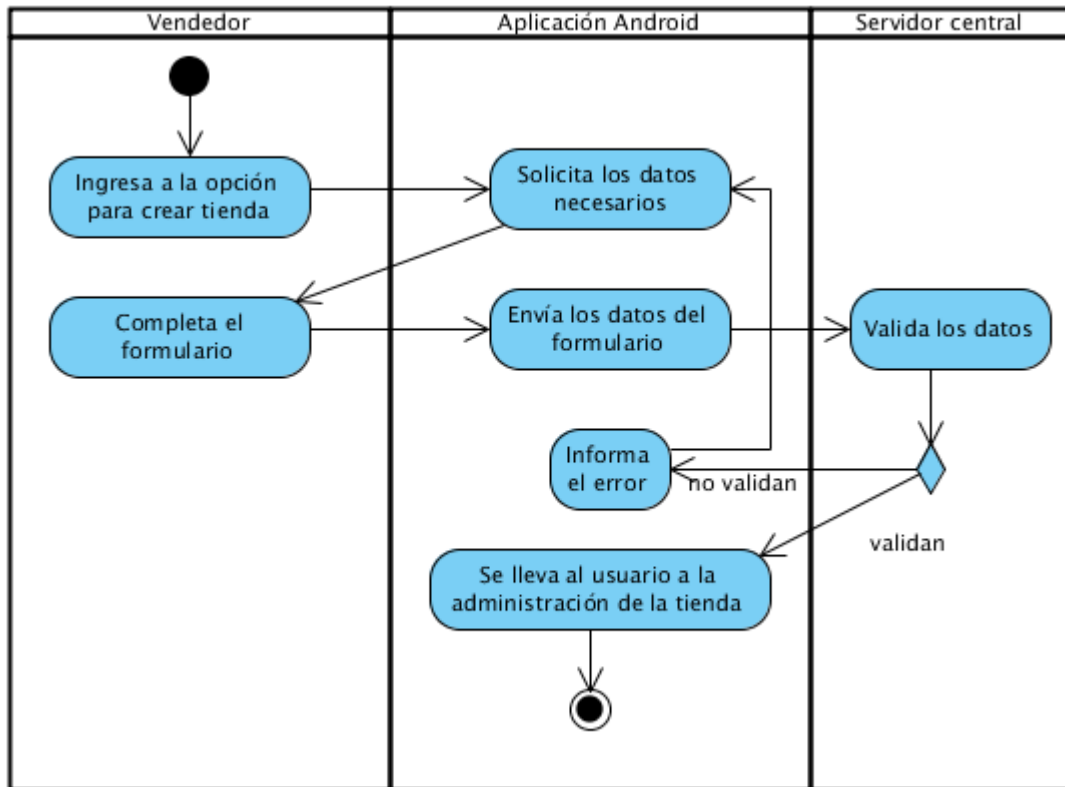 Vendedor
Aplicación Android
Servidor central
Ingresa a la opción
para crear tienda
Solicita los datos
necesarios
Completa el
formulario
Envía los datos del
formulario
Valida los datos
Informa
el error
no validan
validan
Se lleva al usuario a la
administración de la tienda